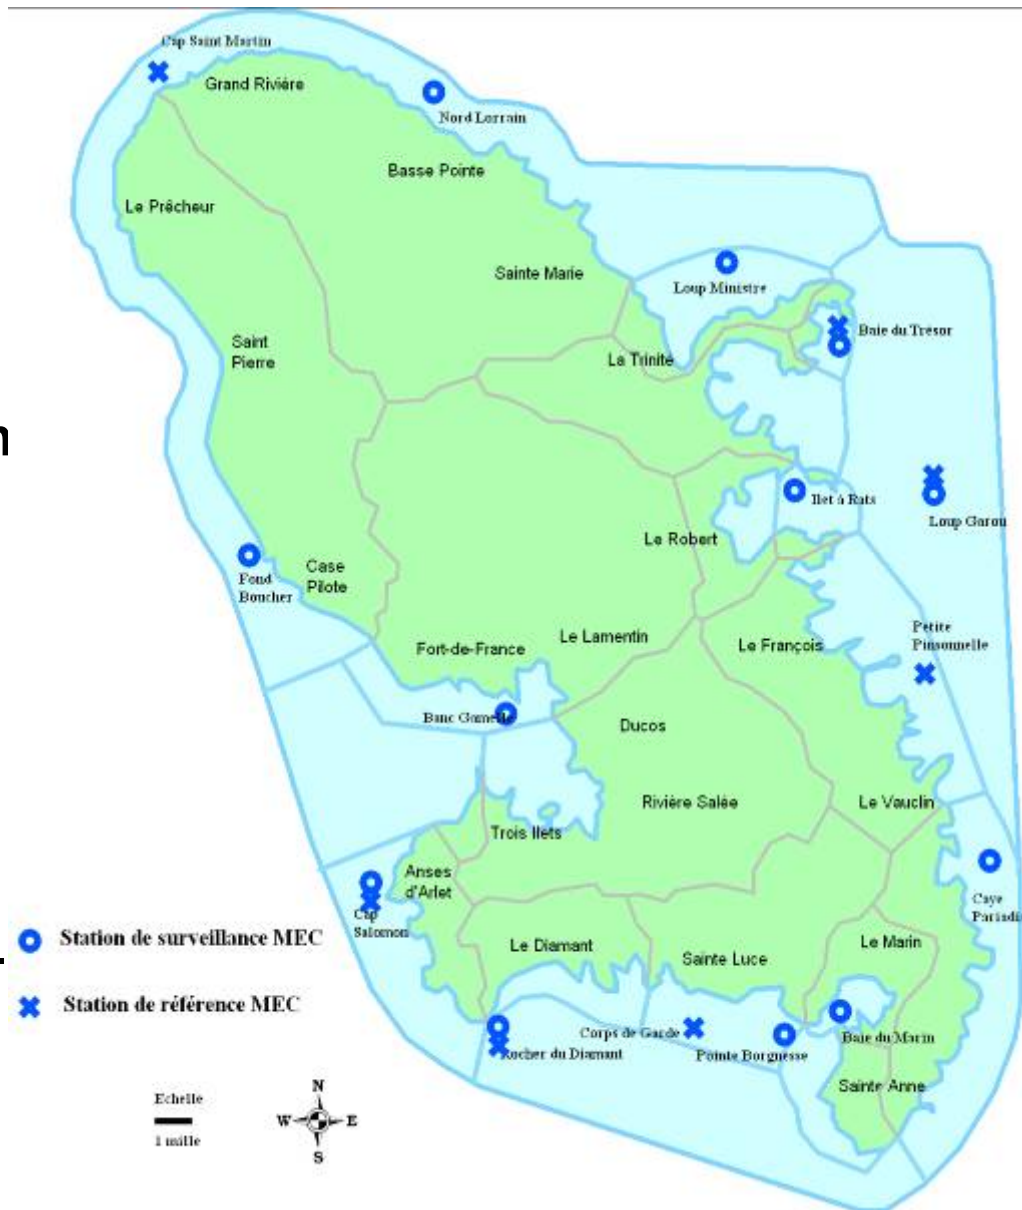 Cap Saint Martin
Grand Rivière
Nord Lorrain
Basse Pointe
Le Prêcheur
Sainte Marie
Loup Ministre
Baie du Trésor
Saint
Pierre
La Trinité
n
Ilet à Rats
Loup Garou
Le Robert
Case
Pilote
Fond
Boucher
Petite
Pinsonnelle
Le Lamentin
Le François
Fort-de-France
Banc Gamelle
Ducos
Rivière Salée
Le Vauclin
Trois Ilets
Anses
d'Arlet
Caye
Pariadi
Cap
Salomon
Station de surveillance MEC
Le Diamant
Sainte Luce
Le Marin
Station de référence MEC
Corps de Garde
Rocher du Diamant
Pointe Borgnesse
Baie du Marin
Sainte Anne
Echelle
1 mille
N
W
E
S